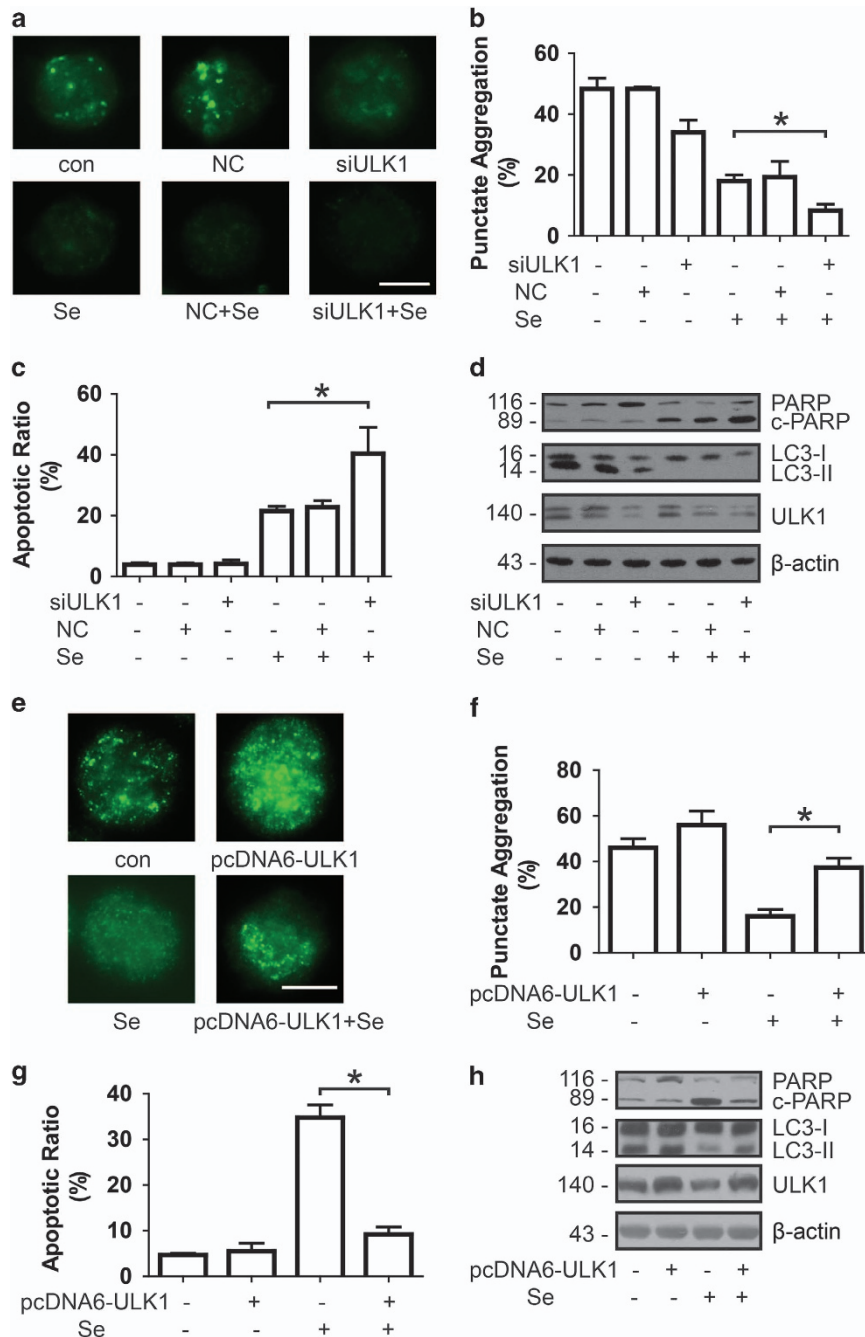 a
con NC siULK1
Se NC+Se siULK1+Se
b
Punctate Aggregation
(%)
60
40
20
0
siULK1 - - + - - +
NC - + - - + -
Se - - - + + +
*
c
Apoptotic Ratio
(%)
60
40
20
0
siULK1 - - + - - +
NC - + - - + -
Se - - - + + +
*
d
116 - PARP
89 - c-PARP
16 - LC3-I
14 - LC3-II
140 - ULK1
43 - β-actin
siULK1 - - + - - +
NC - + - - + -
Se - - - + + +
e
con pcDNA6-ULK1
Se pcDNA6-ULK1+Se
f
Punctate Aggregation
(%)
80
60
40
20
0
pcDNA6-ULK1 - + - +
Se - - + +
*
g
Apoptotic Ratio
(%)
40
30
20
10
0
pcDNA6-ULK1 - + - +
Se - - + +
*
h
116 - PARP
89 - c-PARP
16 - LC3-I
14 - LC3-II
140 - ULK1
43 - β-actin
pcDNA6-ULK1 - + - +
Se - - + +